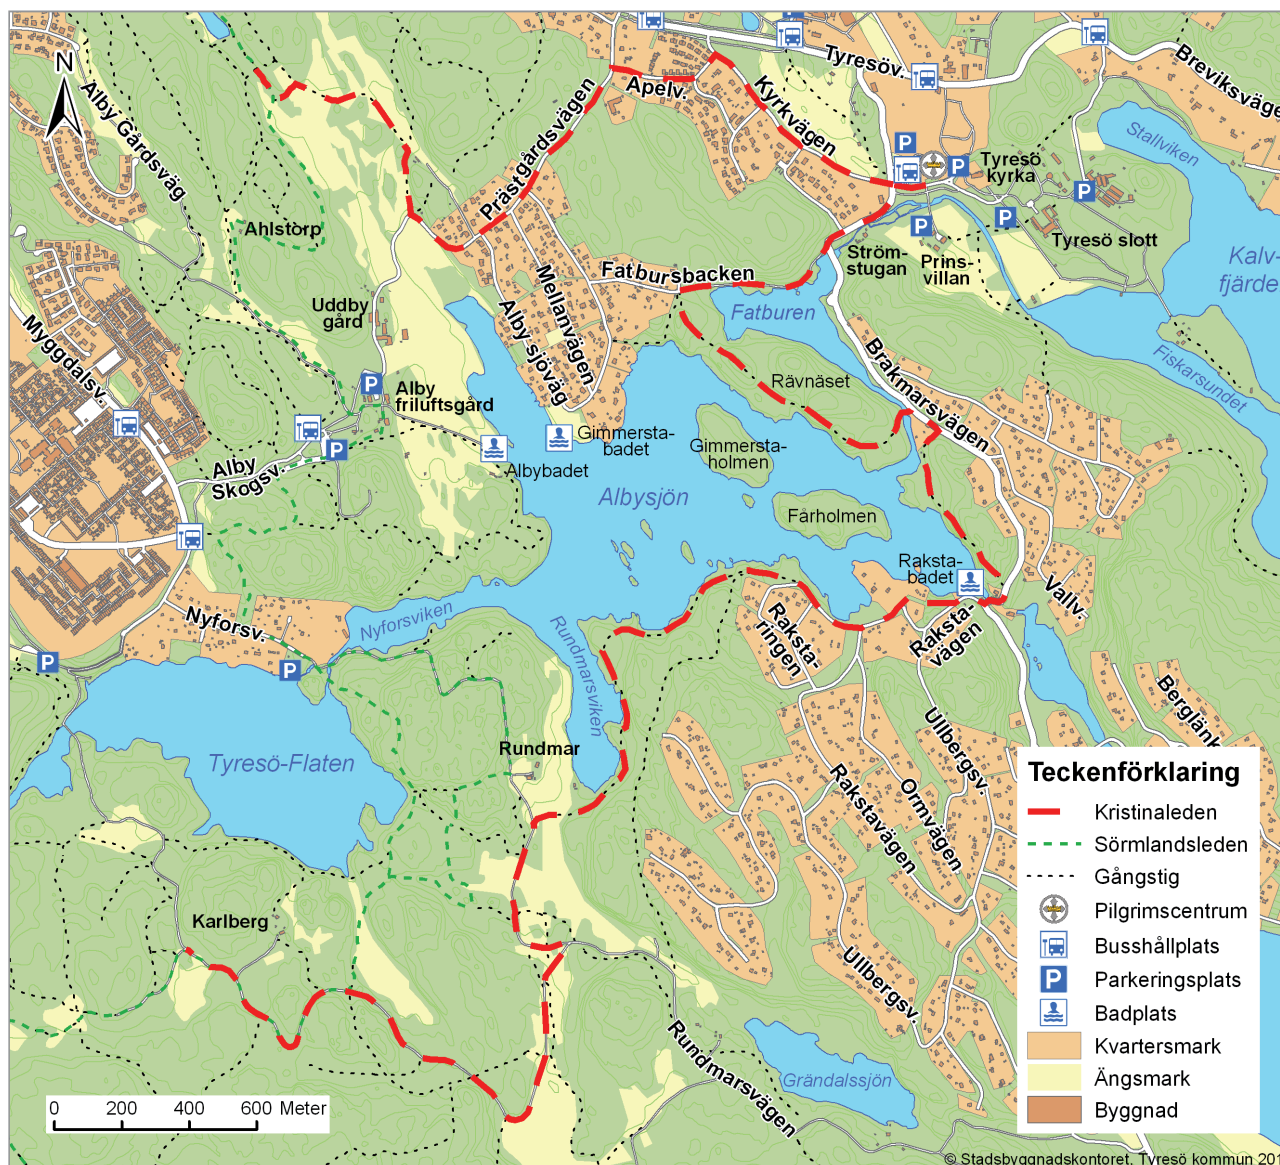 N
Alby Gårdsväg
Ahlstorp
Uddby
gård
Myggdalsv.
Alby
friluftsgård
Alby
Skogsv.
Nyforsv.
Nyforsviken
Tyresö-Flaten
Karlberg
Rundmar
Rundmarsviken
Prästgårdsvägen
Apelv.
Kyrkvägen
Tyresöv.
Breviksväge
Stallviken
Tyresö
kyrka
Tyresö slott
Kalv-
fjärde
Ström-
stugan
Prins-
villan
Fiskarsundet
Fatbursbacken
Fatburen
Mellanvägen
Alby sjöväg
Brakmarsvägen
Rävnäset
Gimmersta-
badet
Gimmersta-
holmen
Albybadet
Albysjön
Fårholmen
Raksta-
badet
Vallv.
Raksta-
ringen
Raksta-
vägen
Berglänk
Ullbergsv.
Ormvägen
Rakstavägen
Ullbergsv.
Rundmarsvägen
Grändalssjön
Teckenförklaring
Kristinaleden
Sörmlandsleden
Gångstig
Pilgrimscentrum
Busshållplats
P
Parkeringsplats
Badplats
Kvartersmark
Ängsmark
Byggnad
0 200 400 600 Meter
P
P
P
P
P
P
P
P
P
P
© Stadsbyggnadskontoret, Tyresö kommun 201